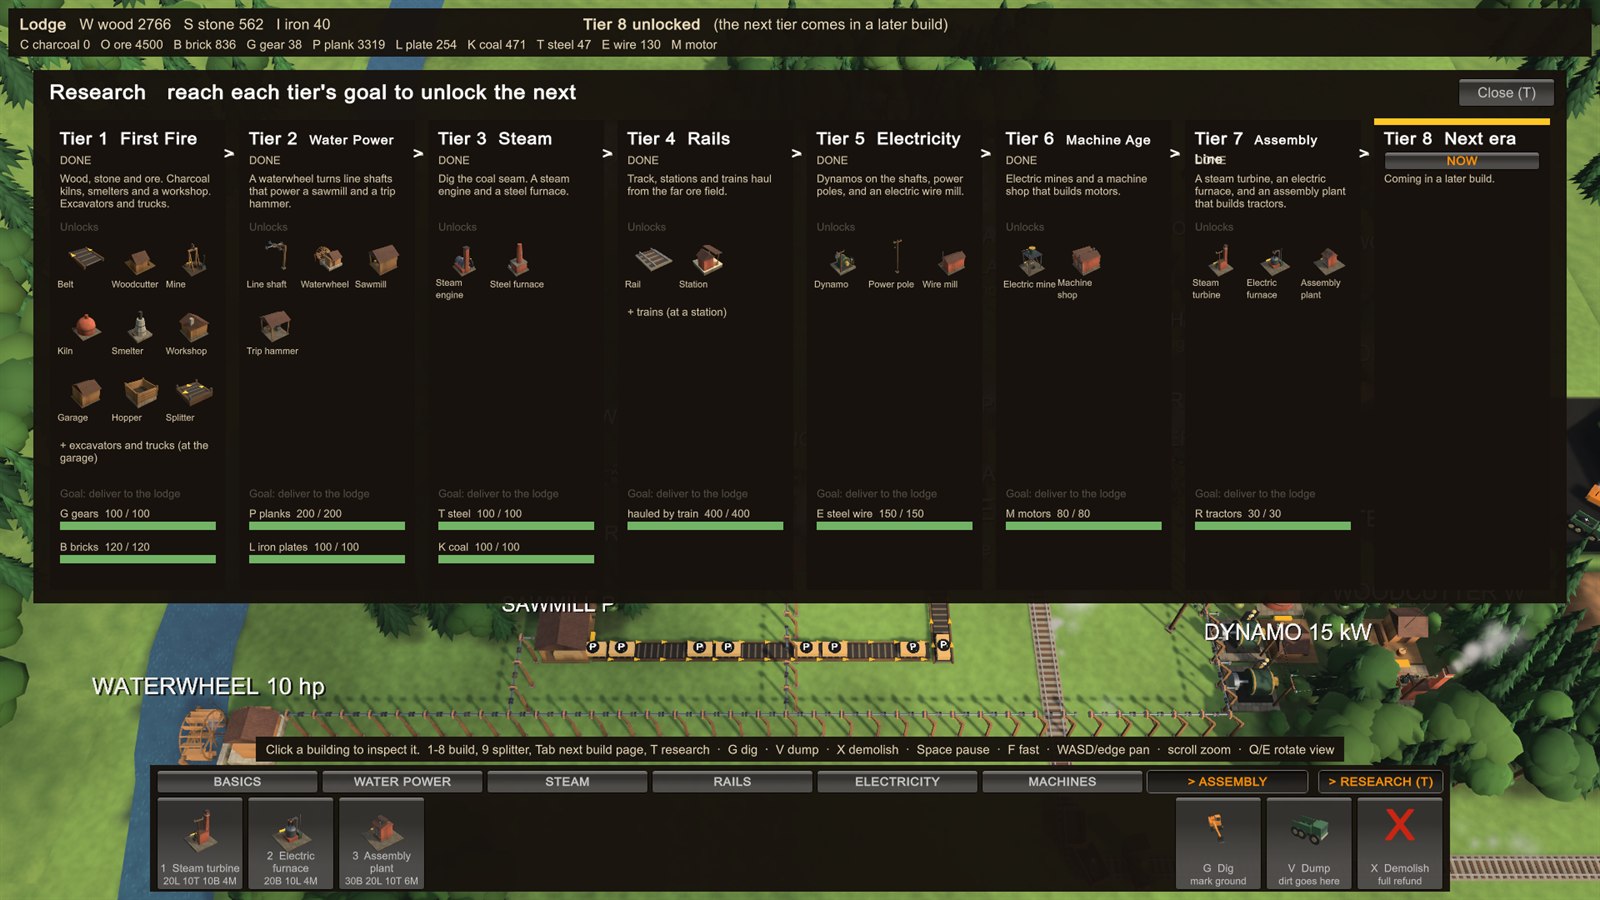 Lodge W wood 2766 S stone 562 I iron 40
Tier 8 unlocked (the next tier comes in a later build)
C charcoal 0 O ore 4500 B brick 836 G gear 38 P plank 3319 L plate 254 K coal 471 T steel 47 E wire 130 M motor
Research reach each tier's goal to unlock the next
Close (T)
Tier 1 First Fire
DONE
Wood, stone and ore. Charcoal
kilns, smelters and a workshop.
Excavators and trucks.
Unlocks
Belt Woodcutter Mine
Kiln Smelter Workshop
Garage Hopper Splitter
+ excavators and trucks (at the
garage)
Goal: deliver to the lodge
G gears 100 / 100
B bricks 120 / 120
>
Tier 2 Water Power
DONE
A waterwheel turns line shafts
that power a sawmill and a trip
hammer.
Unlocks
Line shaft Waterwheel Sawmill
Trip hammer
Goal: deliver to the lodge
P planks 200 / 200
L iron plates 100 / 100
>
Tier 3 Steam
DONE
Dig the coal seam. A steam
engine and a steel furnace.
Unlocks
Steam
engine
Steel furnace
Goal: deliver to the lodge
T steel 100 / 100
K coal 100 / 100
>
Tier 4 Rails
DONE
Track, stations and trains haul
from the far ore field.
Unlocks
Rail Station
+ trains (at a station)
Goal: deliver to the lodge
hauled by train 400 / 400
>
Tier 5 Electricity
DONE
Dynamos on the shafts, power
poles, and an electric wire mill.
Unlocks
Dynamo Power pole Wire mill
Goal: deliver to the lodge
E steel wire 150 / 150
>
Tier 6 Machine Age
DONE
Electric mines and a machine
shop that builds motors.
Unlocks
Electric mine
Machine
shop
Goal: deliver to the lodge
M motors 80 / 80
>
Tier 7 Assembly
Line
DONE
A steam turbine, an electric
furnace, and an assembly plant
that builds tractors.
Unlocks
Steam
turbine
Electric
furnace
Assembly
plant
Goal: deliver to the lodge
R tractors 30 / 30
>
Tier 8 Next era
NOW
Coming in a later build.
SAWMILL P
WOODCUTTER W
P P P P P P P P
DYNAMO 15 kW
WATERWHEEL 10 hp
Click a building to inspect it. 1-8 build, 9 splitter, Tab next build page, T research · G dig · V dump · X demolish · Space pause · F fast · WASD/edge pan · scroll zoom · Q/E rotate view
BASICS
WATER POWER
STEAM
RAILS
ELECTRICITY
MACHINES
> ASSEMBLY
> RESEARCH (T)
1 Steam turbine
20L 10T 10B 4M
2 Electric
furnace
20B 10L 4M
3 Assembly
plant
30B 20L 10T 6M
G Dig
mark ground
V Dump
dirt goes here
X
X Demolish
full refund